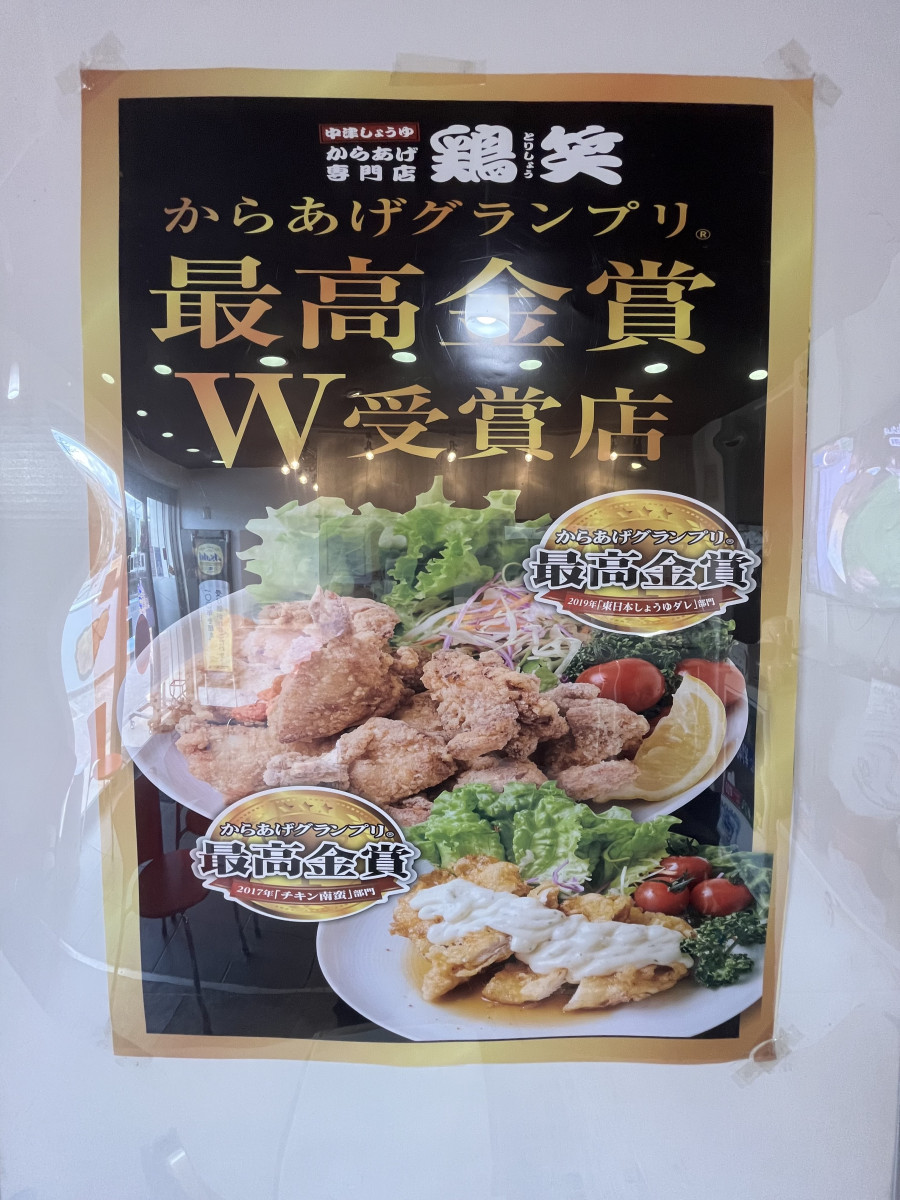 中津しょうゆ
からあげ
専門店
鶏笑
とりしょう
からあげグランプリ®
最高金賞
W受賞店
からあげグランプリ®
最高金賞
2019年「東日本しょうゆダレ」部門
からあげグランプリ®
最高金賞
2017年「チキン南蛮」部門